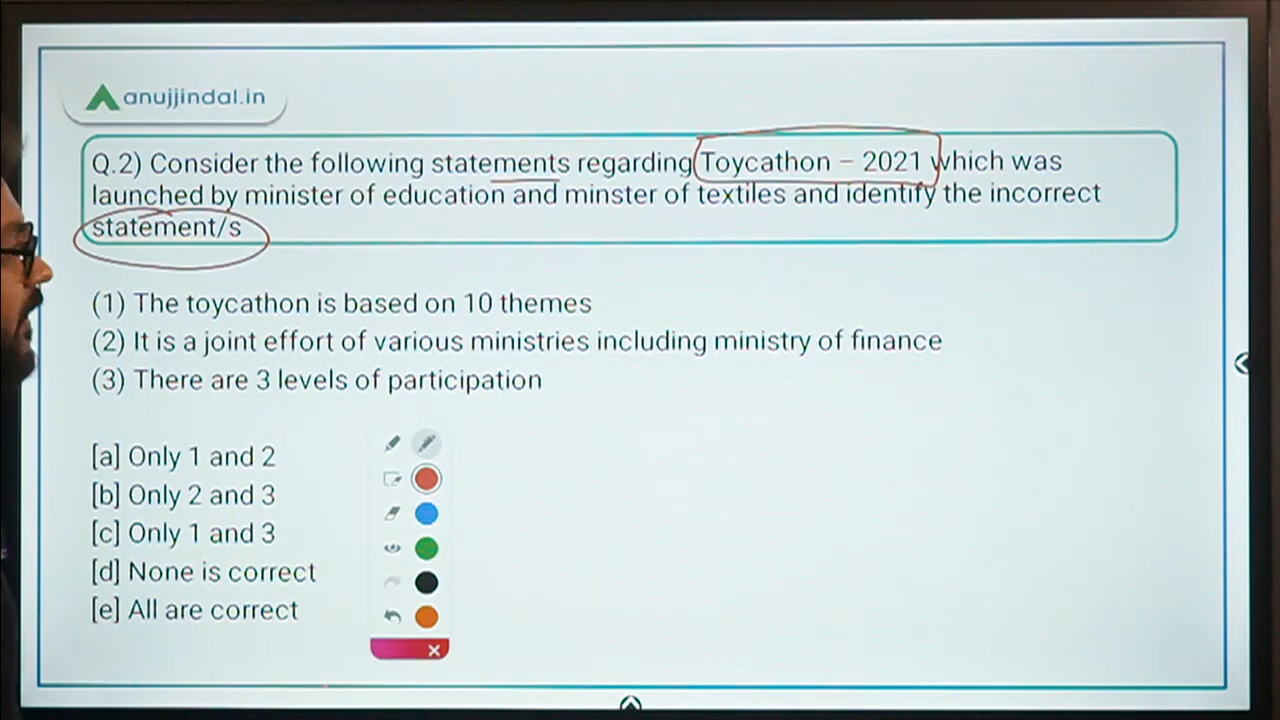 anujjindal.in
Q.2) Consider the following statements regarding Toycathon – 2021 which was
launched by minister of education and minster of textiles and identify the incorrect
statement/s
(1) The toycathon is based on 10 themes
(2) It is a joint effort of various ministries including ministry of finance
(3) There are 3 levels of participation
[a] Only 1 and 2
[b] Only 2 and 3
[c] Only 1 and 3
[d] None is correct
[e] All are correct